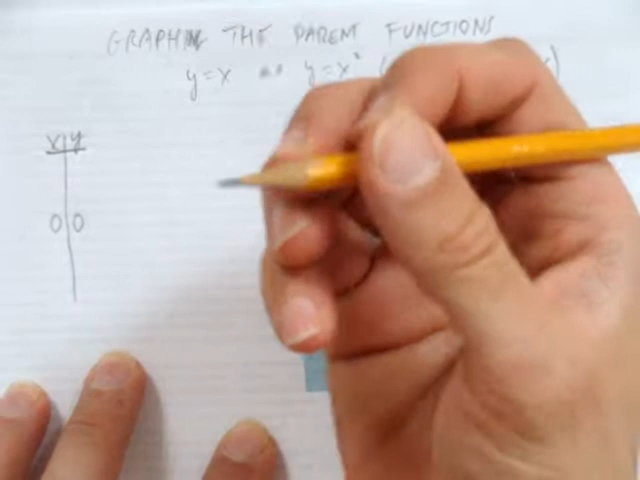 GRAPHING THE PARENT FUNCTIONS
y=x y=x² (
x y
0 0